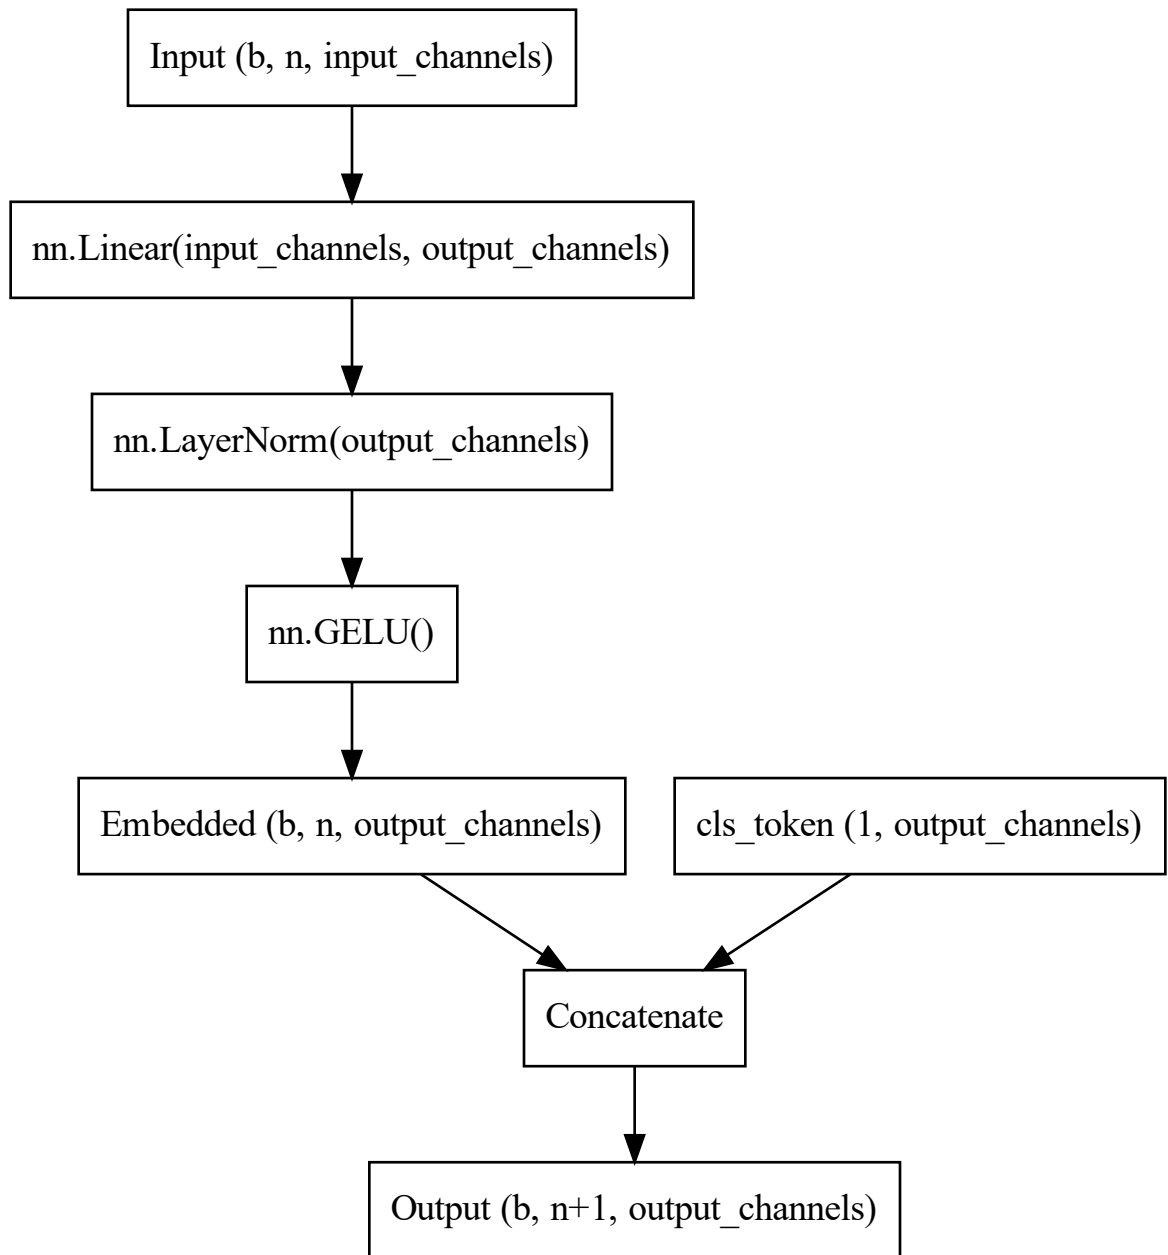 Input (b, n, input_channels)
nn.Linear(input_channels, output_channels)
nn.LayerNorm(output_channels)
nn.GELU()
Embedded (b, n, output_channels)
cls_token (1, output_channels)
Concatenate
Output (b, n+1, output_channels)